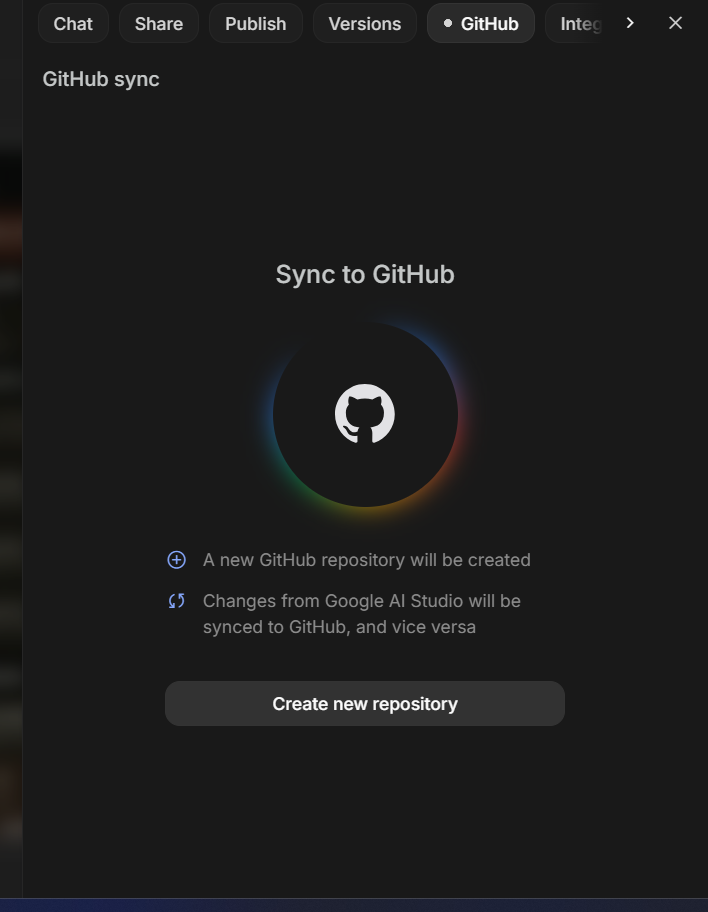 Chat Share Publish Versions GitHub Integ
GitHub sync
Sync to GitHub
A new GitHub repository will be created
Changes from Google AI Studio will be
synced to GitHub, and vice versa
Create new repository